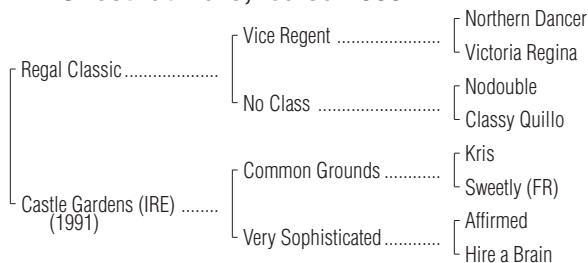 Northern Dancer
Vice Regent ....................
Victoria Regina
Regal Classic ....................
Nodouble
No Class ........................
Classy Quillo
Kris
Common Grounds ............
Sweetly (FR)
Castle Gardens (IRE) ........
(1991)
Affirmed
Very Sophisticated ............
Hire a Brain